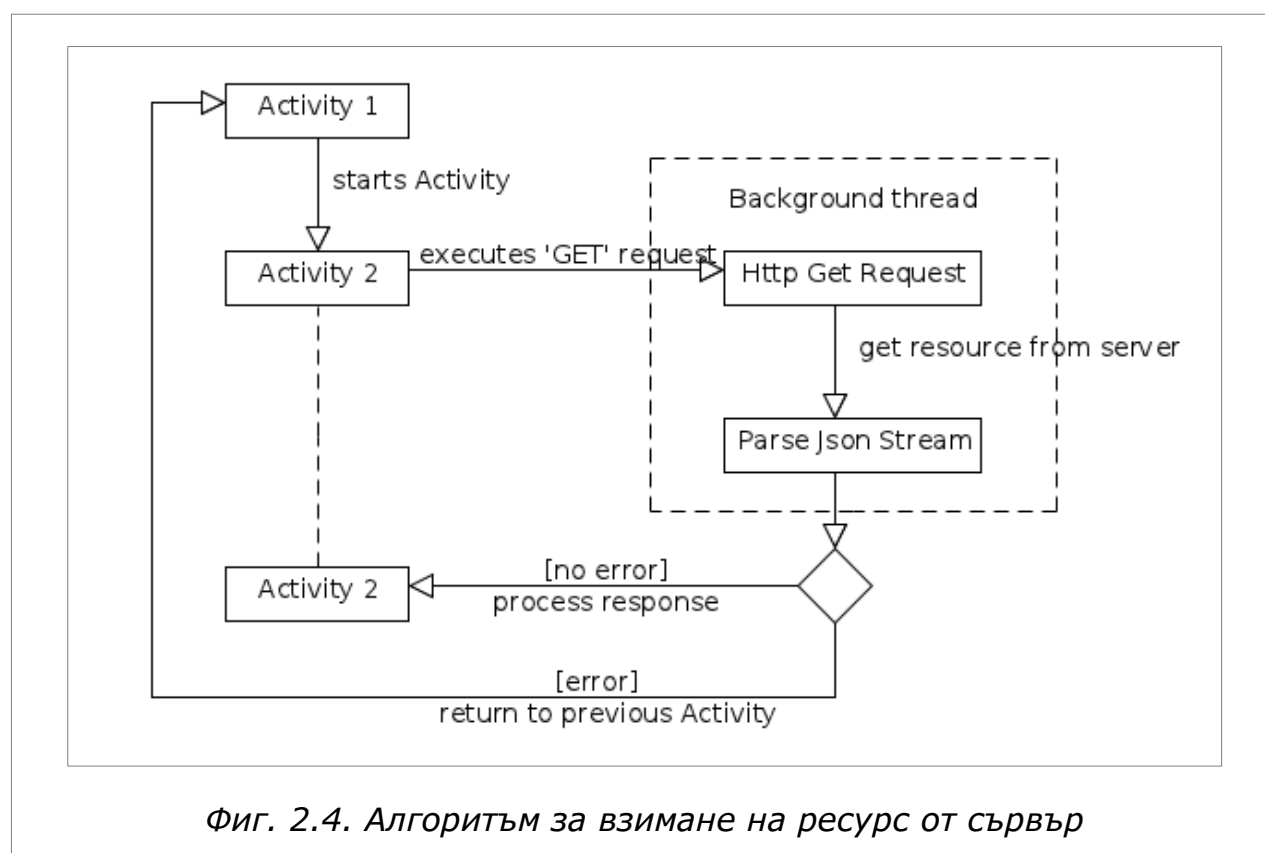 Activity 1
starts Activity
Background thread
Activity 2
executes 'GET' request
Http Get Request
get resource from server
Parse Json Stream
[no error]
Activity 2
process response
[error]
return to previous Activity
Фиг. 2.4. Алгоритъм за взимане на ресурс от сървър